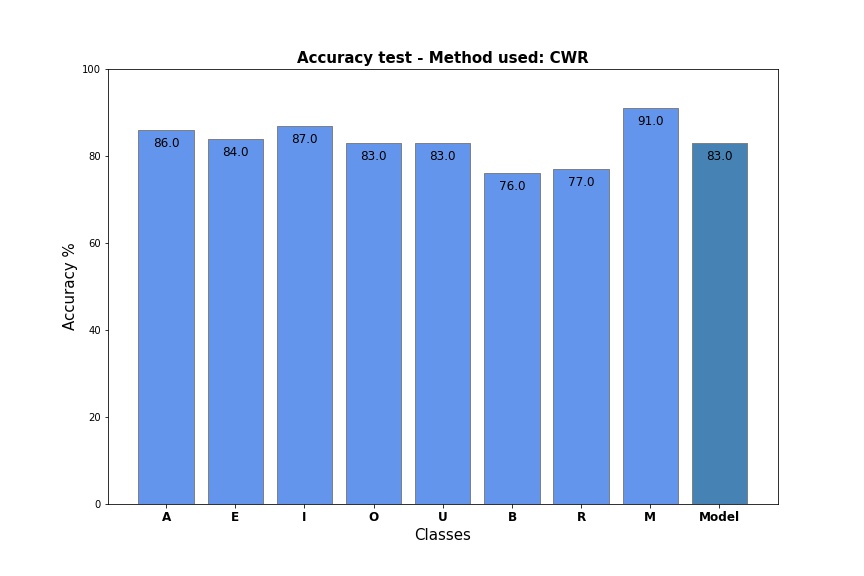 Accuracy test - Method used: CWR
100
80
60
40
20
0
Accuracy %
86.0 84.0 87.0 83.0 83.0 76.0 77.0 91.0 83.0
A E I O U B R M Model
Classes